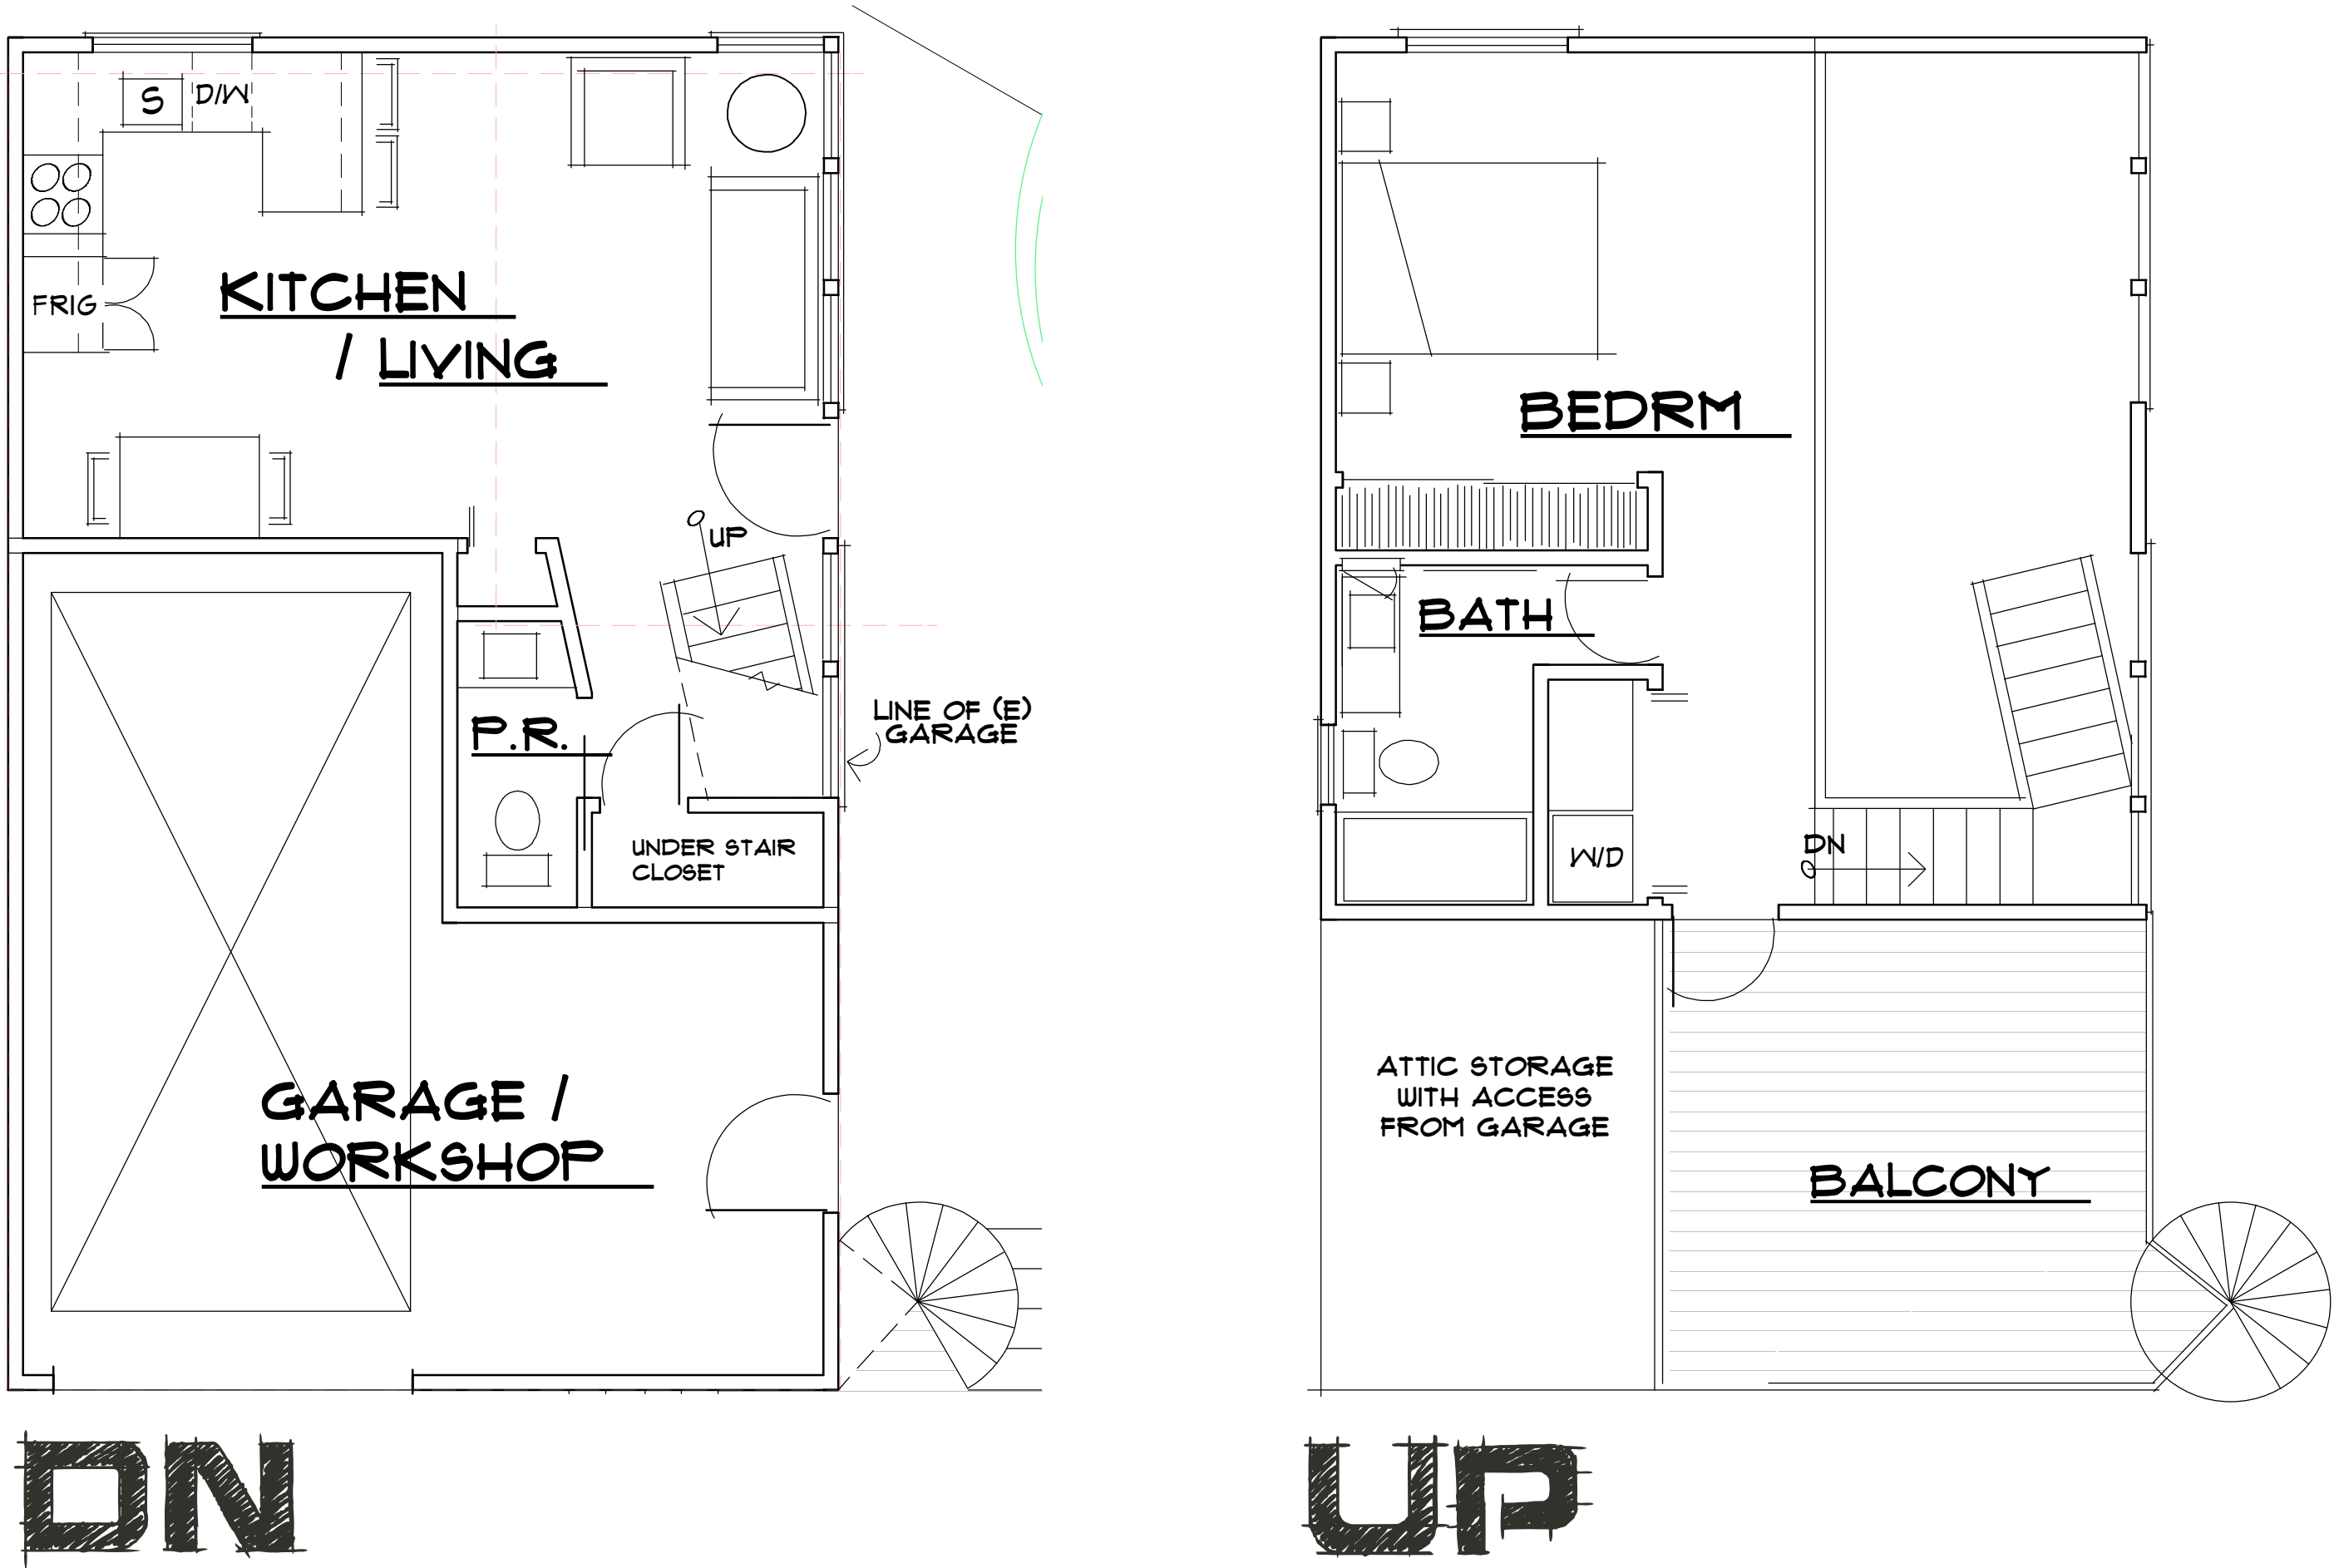 S
D/W
FRIG
KITCHEN
/ LIVING
UP
P.R.
LINE OF (E)
GARAGE
UNDER STAIR
CLOSET
GARAGE /
WORKSHOP
DN
BEDRM
BATH
W/D
DN
ATTIC STORAGE
WITH ACCESS
FROM GARAGE
BALCONY
UP